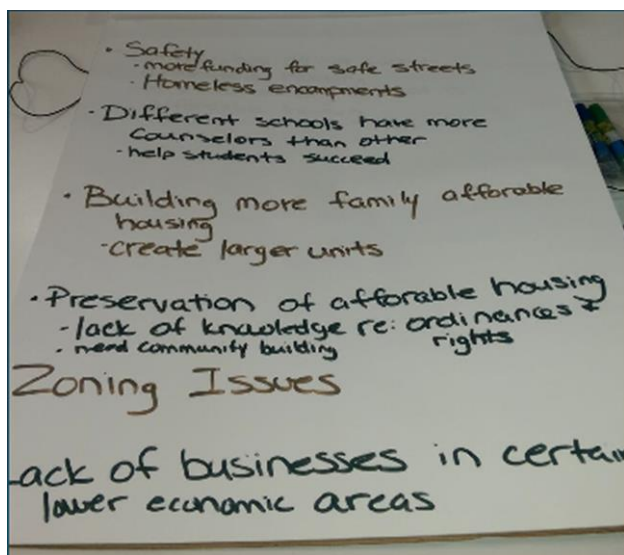 • Safety
- more funding for safe streets
• Homeless encampments
• Different schools have more
counselors than other
- help students succeed
• Building more family afforable
housing
- create larger units
• Preservation of afforable housing
- lack of knowledge re: ordinances &
rights
• need community building
Zoning Issues
Lack of businesses in certain
lower economic areas